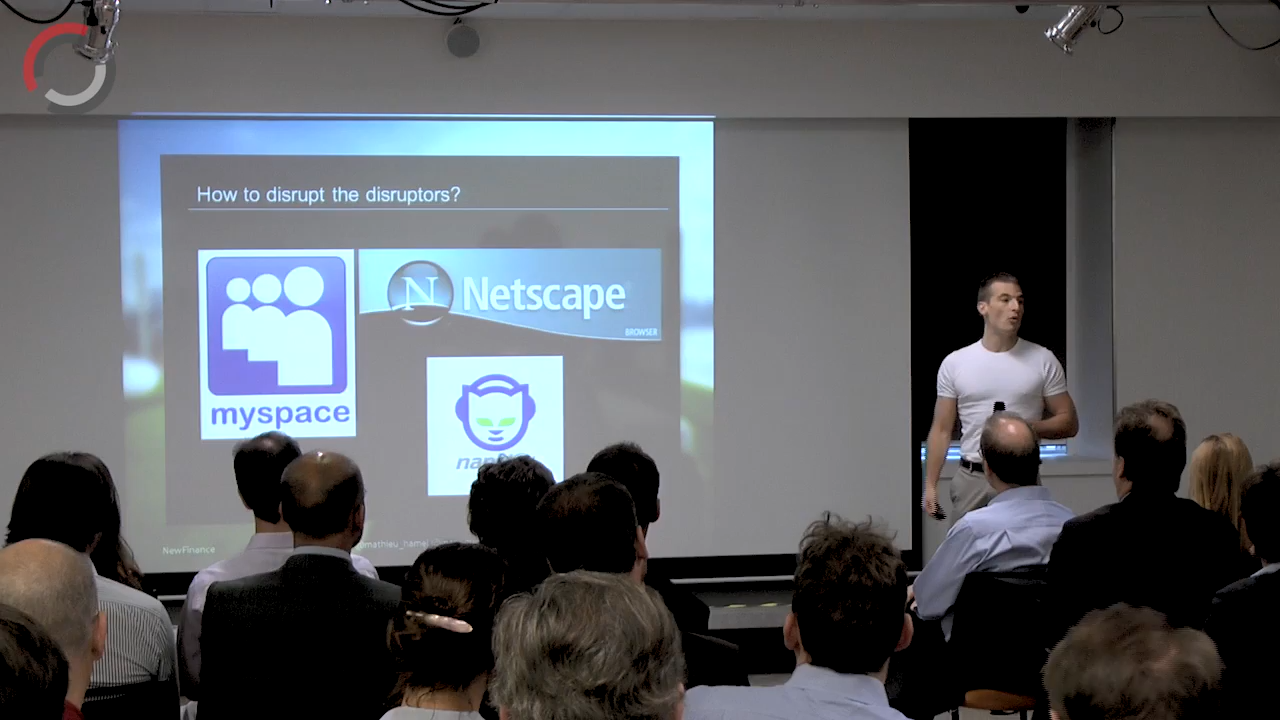 How to disrupt the disruptors?
N Netscape
BROWSER
myspace
NewFinance